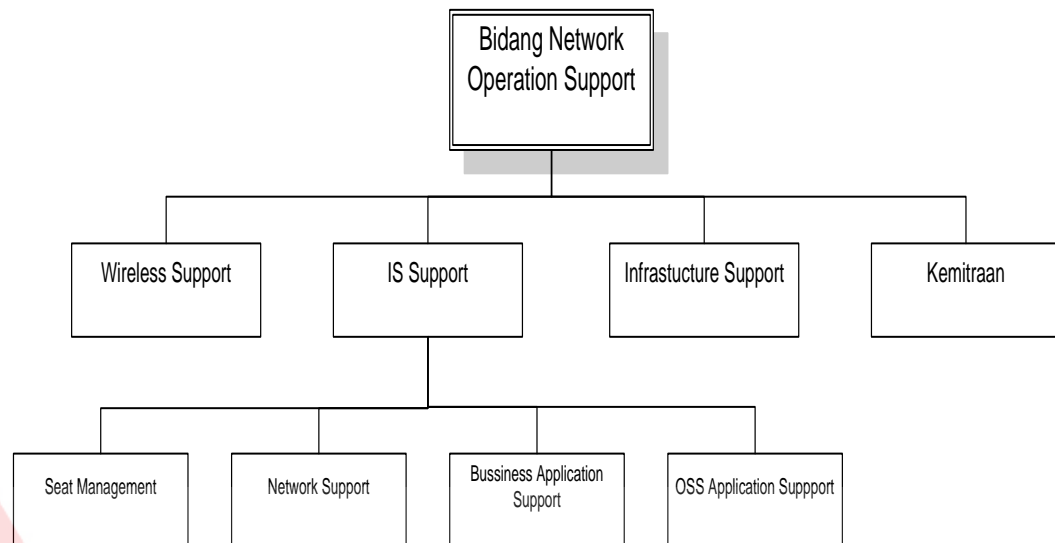 Bidang Network
Operation Support
Wireless Support
IS Support
Infrastucture Support
Kemitraan
Seat Management
Network Support
Bussiness Application
Support
OSS Application Suppport